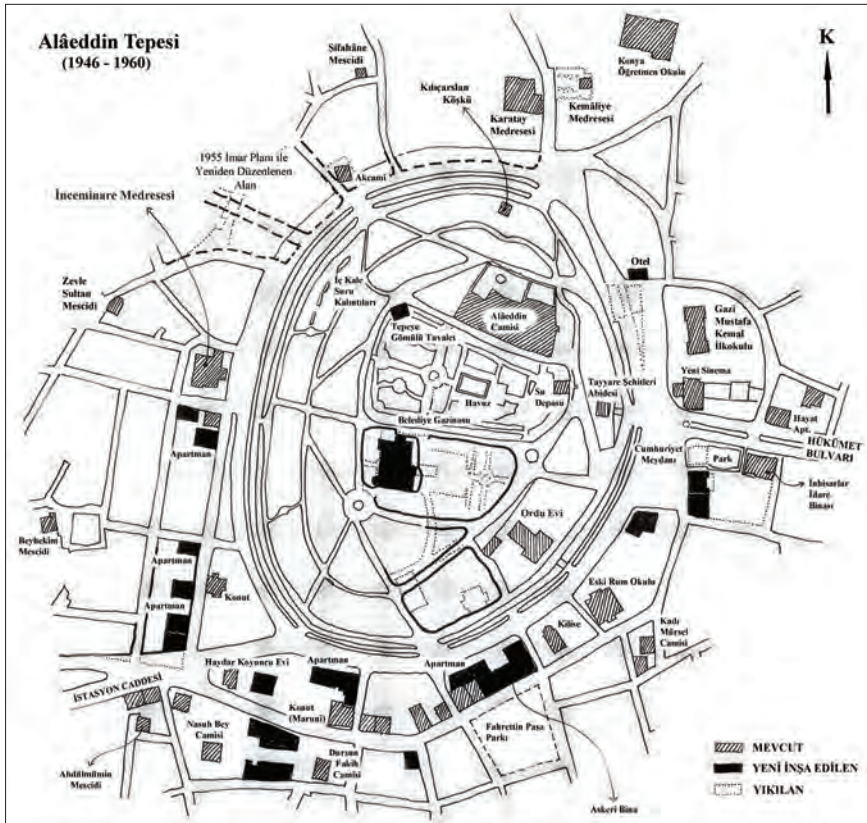 Alâeddin Tepesi
(1946 - 1960)
K
Şifahâne
Mescidi
Konya
Öğretmen Okulu
Kılıçarslan
Köşkü
Karatay
Medresesi
Kemâliye
Medresesi
1955 İmar Planı ile
Yeniden Düzenlenen
Alan
Akcami
İnceminare Medresesi
Zevle
Sultan
Mescidi
İç Kale
Suru
Kalıntıları
Otel
Tepeye
Gömülü Tuvalet
Alâeddin
Camisi
Gazi
Mustafa
Kemal
İlkokulu
Yeni Sinema
Havuz
Su
Deposu
Tayyare Şehitleri
Abidesi
Belediye Gazinosu
Hayat
Apt.
HÜKÜMET
BULVARI
Apartman
Cumhuriyet
Meydanı
Park
İnhisarlar
İdare
Binası
Ordu Evi
Beyhekim
Mescidi
Apartman
Apartman
Konut
Eski Rum Okulu
Kilise
Kadı
Mürsel
Camisi
Haydar Koyuncu Evi
Apartman
Apartman
İSTASYON CADDESİ
Konut
(Maruni)
Nasuh Bey
Camisi
Fahrettin Paşa
Parkı
Dursun
Fakih
Camisi
Abdülmümin
Mescidi
Askeri Bina
MEVCUT
YENİ İNŞA EDİLEN
YIKILAN